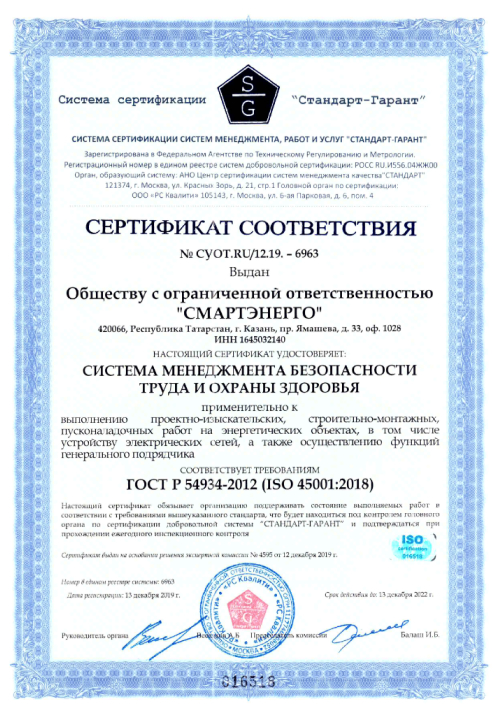 S
G
Система сертификации "Стандарт-Гарант"
СИСТЕМА СЕРТИФИКАЦИИ СИСТЕМ МЕНЕДЖМЕНТА, РАБОТ И УСЛУГ "СТАНДАРТ-ГАРАНТ"
Зарегистрирована в Федеральном Агентстве по Техническому Регулированию и Метрологии.
Регистрационный номер в едином реестре систем добровольной сертификации: РОСС RU.И556.04ЖЖО0
Орган, образующий систему: АНО Центр сертификации систем менеджмента качества"СТАНДАРТ"
121374, г. Москва, ул. Красных Зорь, д. 21, стр.1 Головной орган по сертификации:
ООО «РС Квалити» 105143, г. Москва, ул. 6-ая Парковая, д. 6, пом. 4
СЕРТИФИКАТ СООТВЕТСТВИЯ
№ СУОТ.RU/12.19. – 6963
Выдан
Обществу с ограниченной ответственностью
"СМАРТЭНЕРГО"
420066, Республика Татарстан, г. Казань, пр. Ямашева, д. 33, оф. 1028
ИНН 1645032140
НАСТОЯЩИЙ СЕРТИФИКАТ УДОСТОВЕРЯЕТ:
СИСТЕМА МЕНЕДЖМЕНТА БЕЗОПАСНОСТИ
ТРУДА И ОХРАНЫ ЗДОРОВЬЯ
применительно к
выполнению проектно-изыскательских, строительно-монтажных,
пусконаладочных работ на энергетических объектах, в том числе
устройству электрических сетей, а также осуществлению функций
генерального подрядчика
СООТВЕТСТВУЕТ ТРЕБОВАНИЯМ
ГОСТ Р 54934-2012 (ISO 45001:2018)
Настоящий сертификат обязывает организацию поддерживать состояние выполняемых работ в
соответствии с требованиями вышеуказанного стандарта, что будет находиться под контролем головного
органа по сертификации добровольной системы "СТАНДАРТ-ГАРАНТ" и подтверждаться при
прохождении ежегодного инспекционного контроля
ISO
016518
Сертификат выдан на основании решения экспертной комиссии № 4595 от 12 декабря 2019 г.
Номер в едином реестре системы: 6963
Дата регистрации: 13 декабря 2019 г. Срок действия до: 13 декабря 2022 г.
«РС Квалити»
МОСКВА
Руководитель органа Председатель комиссии Балаш И.Б.
016518